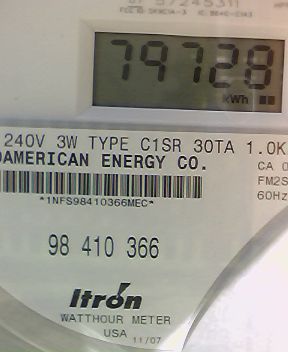 79728
kWh
240V 3W TYPE C1SR 30TA 1.0K
AMERICAN ENERGY CO.
CA 0
FM2S
60Hz
*1NFS98410366MEC*
98 410 366
Itron
WATTHOUR METER
USA 11/07